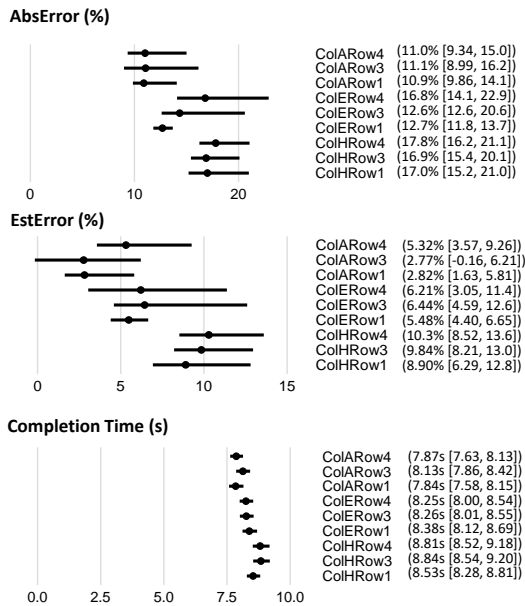 AbsError (%)
ColARow4 (11.0% [9.34, 15.0])
ColARow3 (11.1% [8.99, 16.2])
ColARow1 (10.9% [9.86, 14.1])
ColERow4 (16.8% [14.1, 22.9])
ColERow3 (12.6% [12.6, 20.6])
ColERow1 (12.7% [11.8, 13.7])
ColHRow4 (17.8% [16.2, 21.1])
ColHRow3 (16.9% [15.4, 20.1])
ColHRow1 (17.0% [15.2, 21.0])
0 10 20
EstError (%)
ColARow4 (5.32% [3.57, 9.26])
ColARow3 (2.77% [-0.16, 6.21])
ColARow1 (2.82% [1.63, 5.81])
ColERow4 (6.21% [3.05, 11.4])
ColERow3 (6.44% [4.59, 12.6])
ColERow1 (5.48% [4.40, 6.65])
ColHRow4 (10.3% [8.52, 13.6])
ColHRow3 (9.84% [8.21, 13.0])
ColHRow1 (8.90% [6.29, 12.8])
0 5 10 15
Completion Time (s)
ColARow4 (7.87s [7.63, 8.13])
ColARow3 (8.13s [7.86, 8.42])
ColARow1 (7.84s [7.58, 8.15])
ColERow4 (8.25s [8.00, 8.54])
ColERow3 (8.26s [8.01, 8.55])
ColERow1 (8.38s [8.12, 8.69])
ColHRow4 (8.81s [8.52, 9.18])
ColHRow3 (8.84s [8.54, 9.20])
ColHRow1 (8.53s [8.28, 8.81])
0.0 2.5 5.0 7.5 10.0